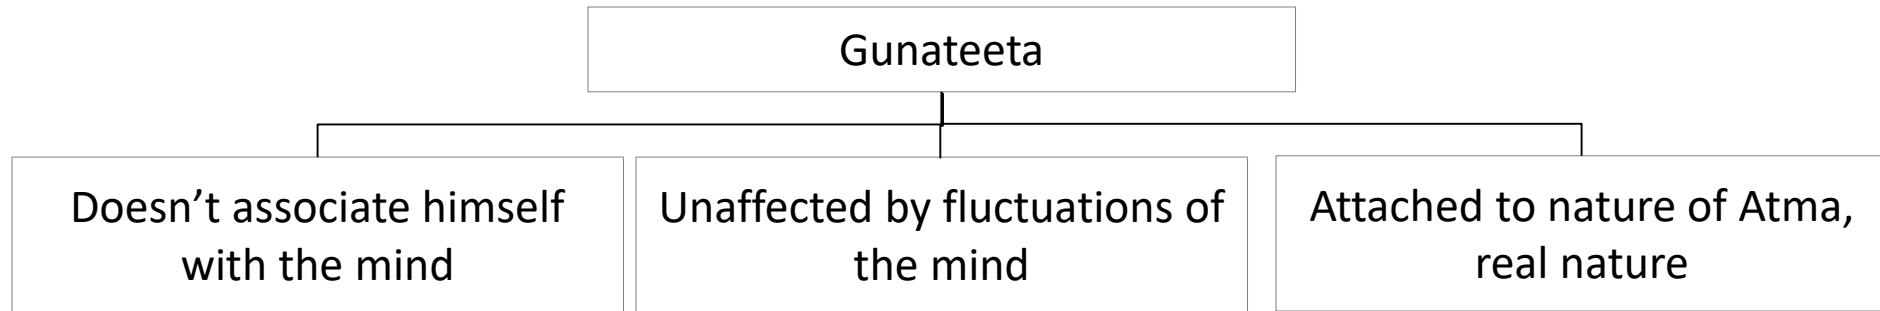 Gunateeta
Doesn’t associate himself
with the mind
Unaffected by fluctuations of
the mind
Attached to nature of Atma,
real nature